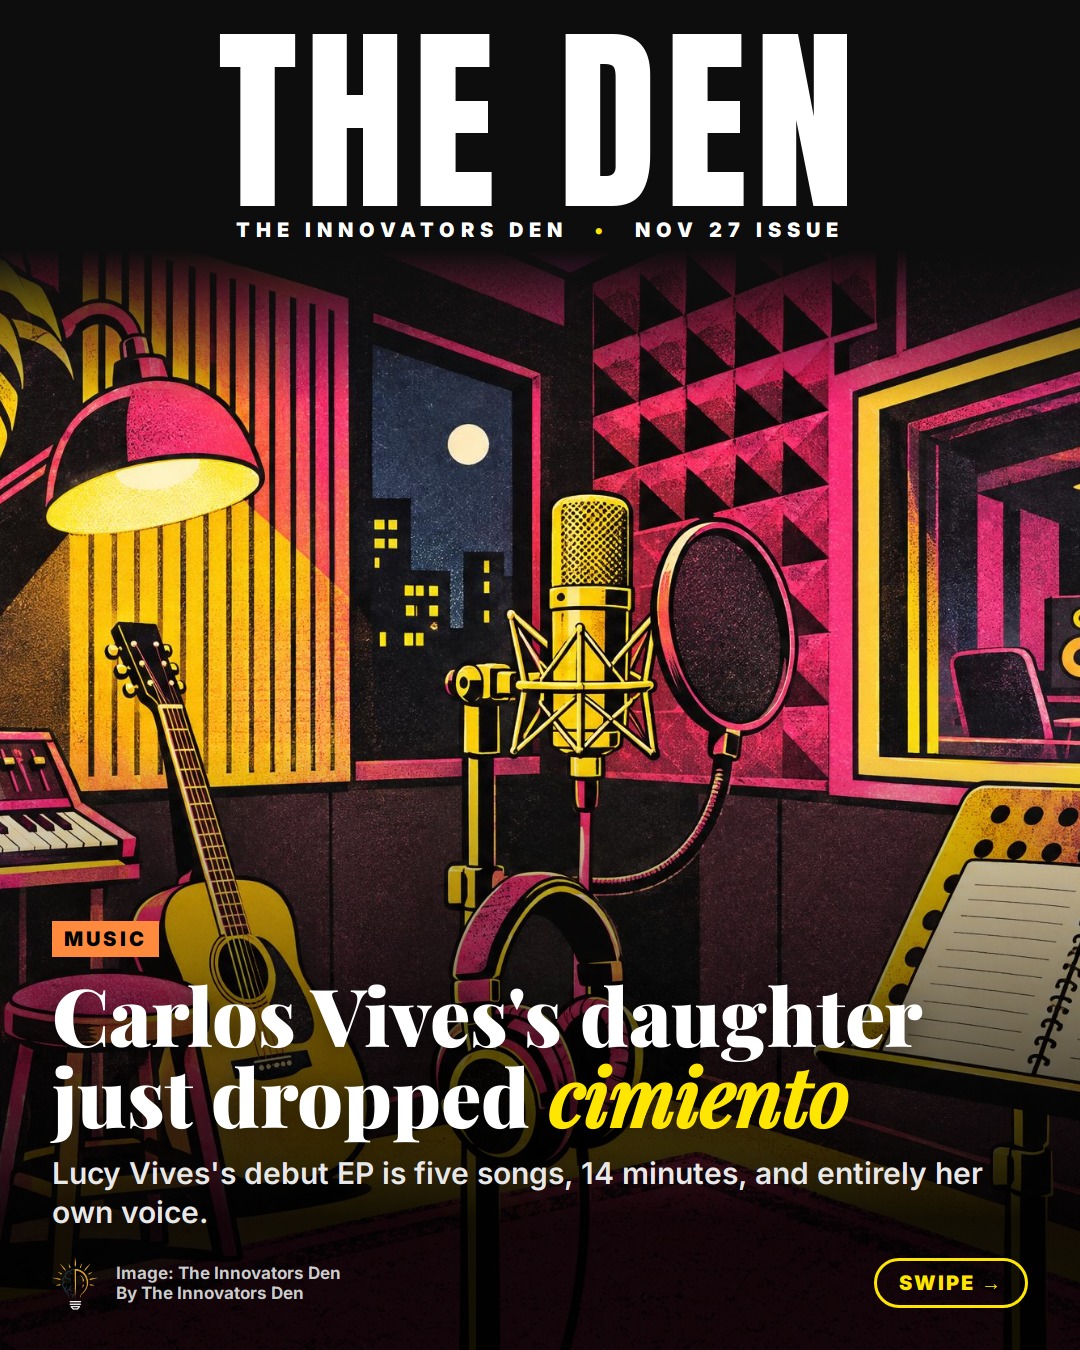 THE DEN
THE INNOVATORS DEN • NOV 27 ISSUE
MUSIC
Carlos Vives's daughter
just dropped cimiento
Lucy Vives's debut EP is five songs, 14 minutes, and entirely her
own voice.
Image: The Innovators Den
By The Innovators Den
SWIPE →